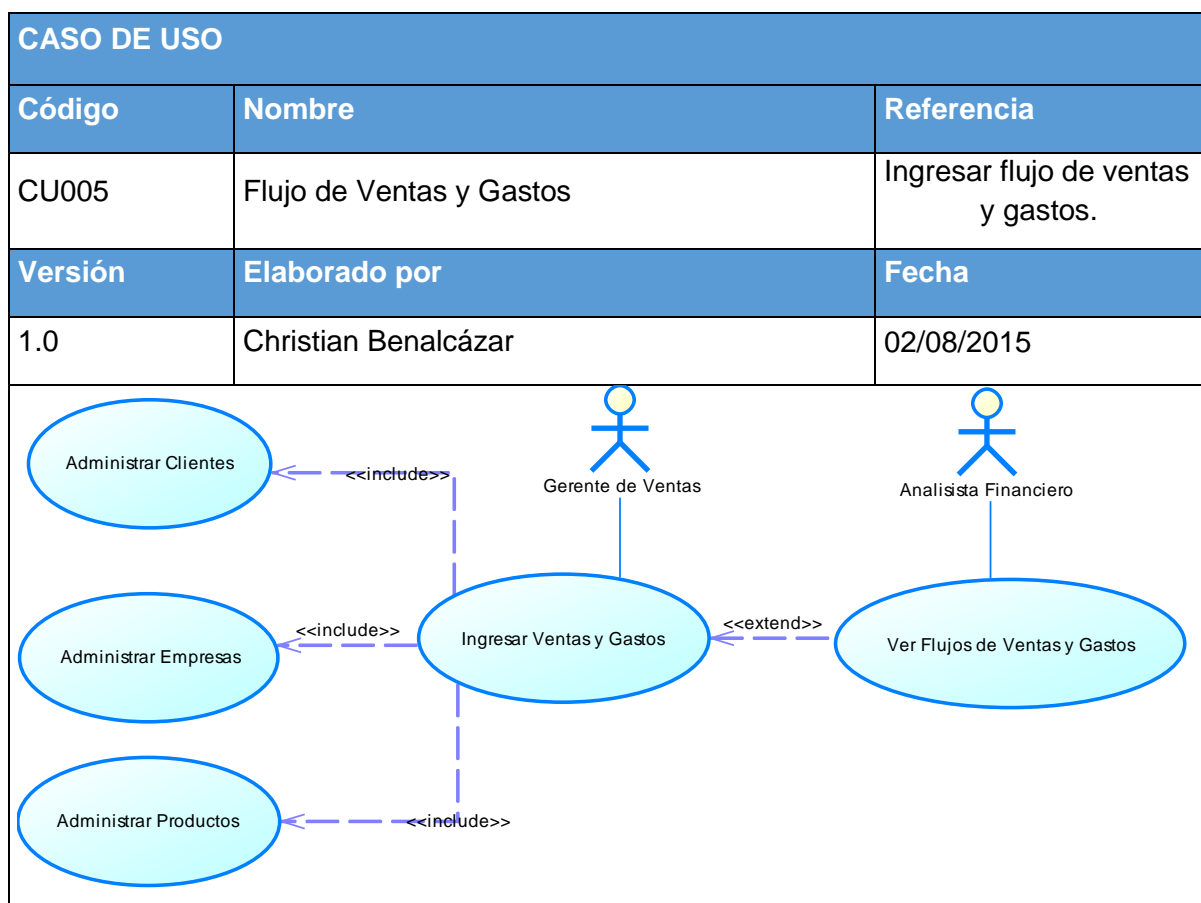 CASO DE USO
Código Nombre Referencia
CU005 Flujo de Ventas y Gastos Ingresar flujo de ventas
y gastos.
Versión Elaborado por Fecha
1.0 Christian Benalcázar 02/08/2015
Administrar Clientes
<<include>>
Gerente de Ventas
Analisista Financiero
Administrar Empresas
<<include>>
Ingresar Ventas y Gastos
<<extend>>
Ver Flujos de Ventas y Gastos
Administrar Productos
<<include>>